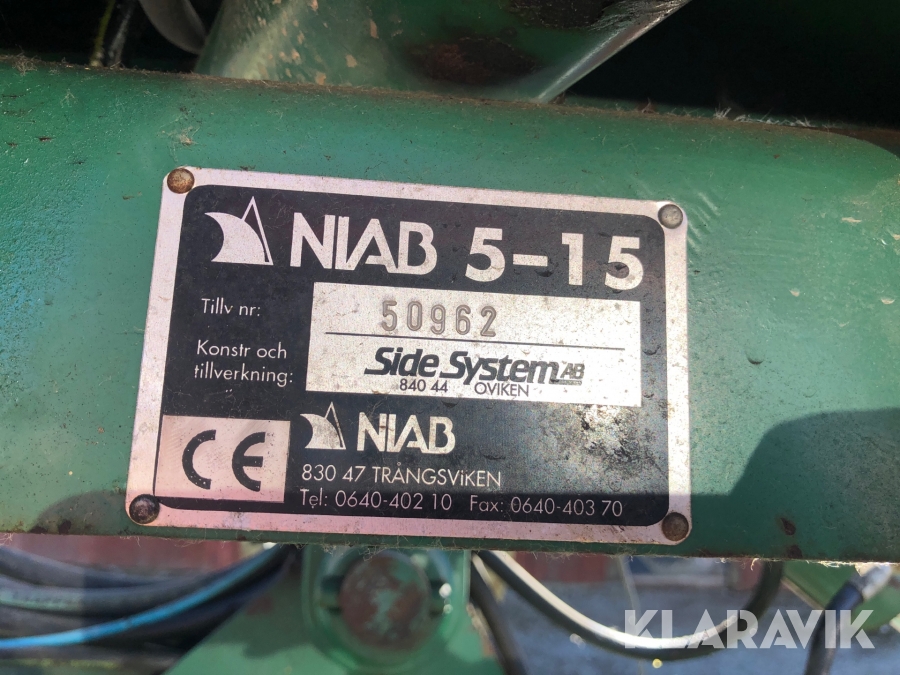 NIAB 5-15
Tillv nr: 50962
Konstr och
tillverkning:
Side System AB
840 44 OVIKEN
CE
NIAB
830 47 TRÅNGSVIKEN
Tel: 0640-402 10 Fax: 0640-403 70
KLARAVIK